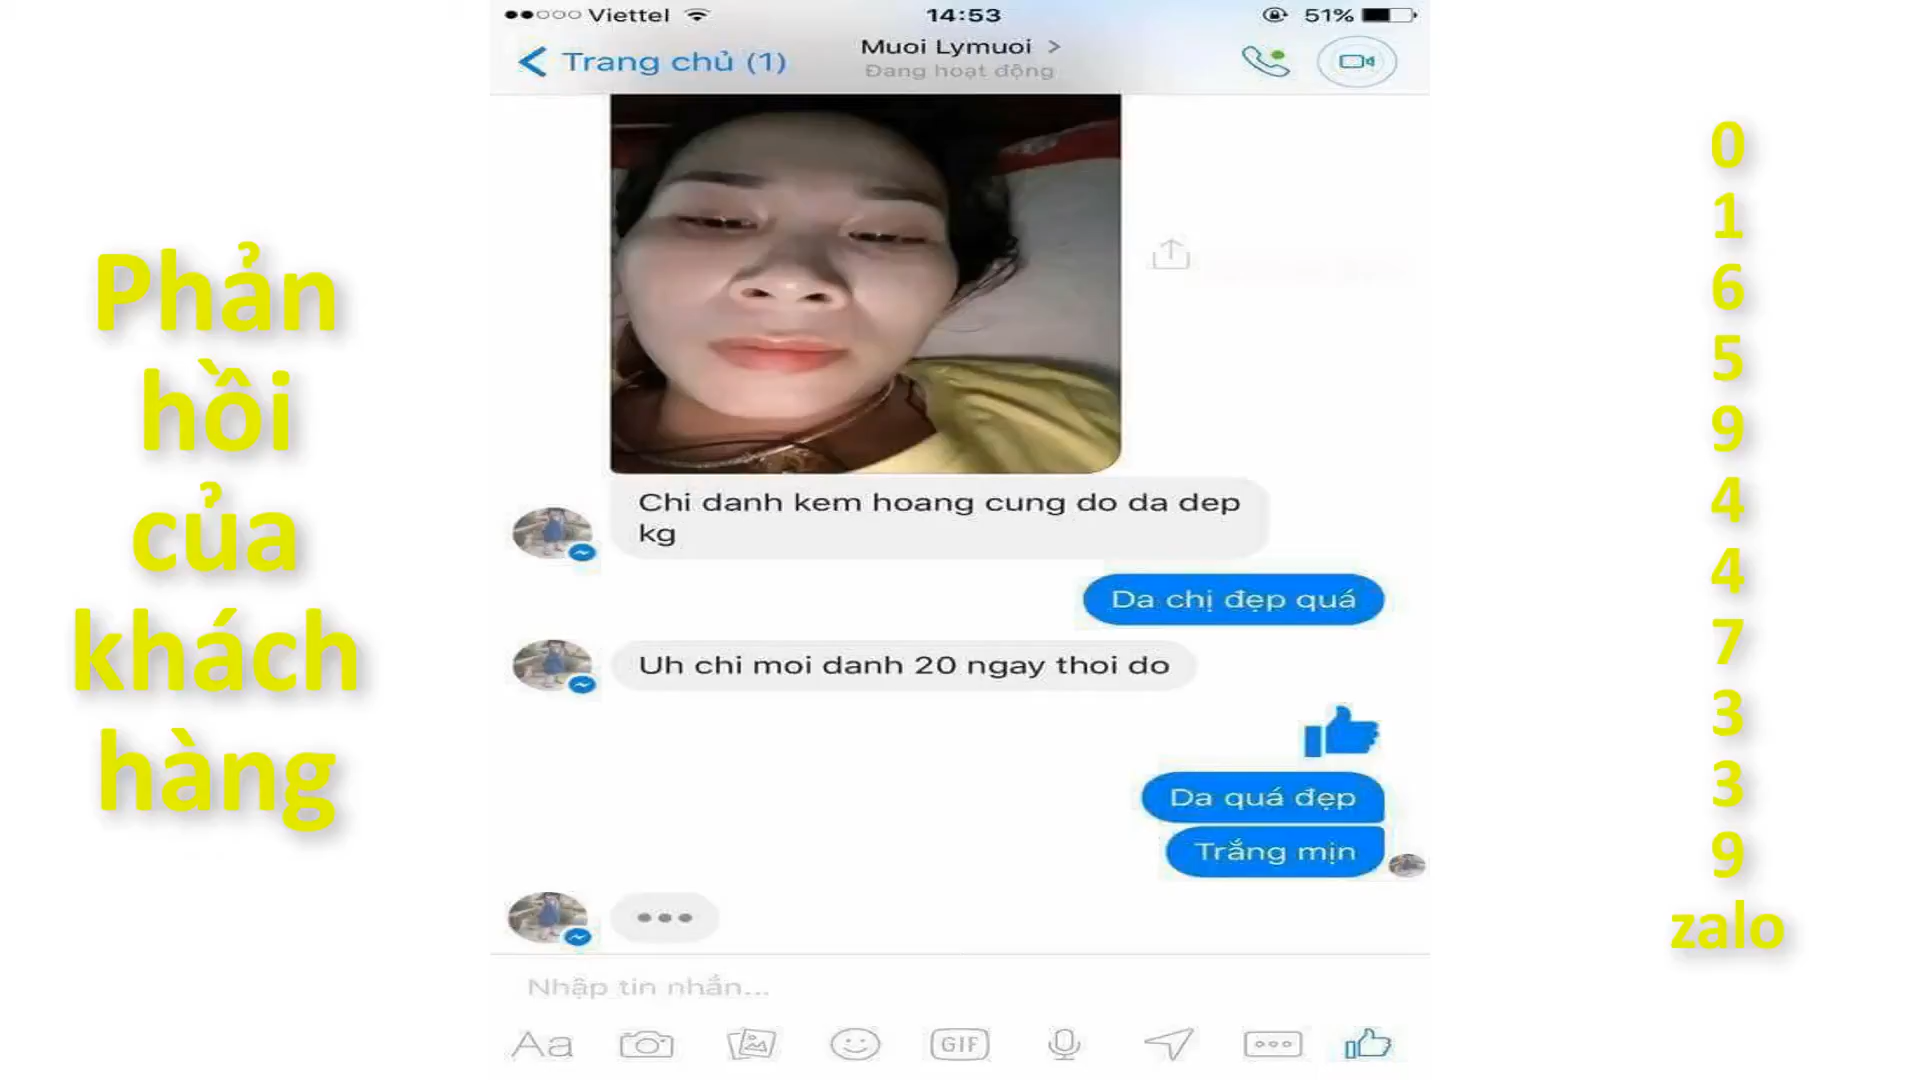 Viettel 14:53 51%
Trang chủ (1)
Muoi Lymuoi
Đang hoạt động
Phản
hồi
của
khách
hàng
Chi danh kem hoang cung do da dep
kg
Da chị đẹp quá
Uh chi moi danh 20 ngay thoi do
Da quá đẹp
Trắng mịn
Nhập tin nhắn...
Aa
GIF
0
1
6
5
9
4
4
7
3
3
9
zalo